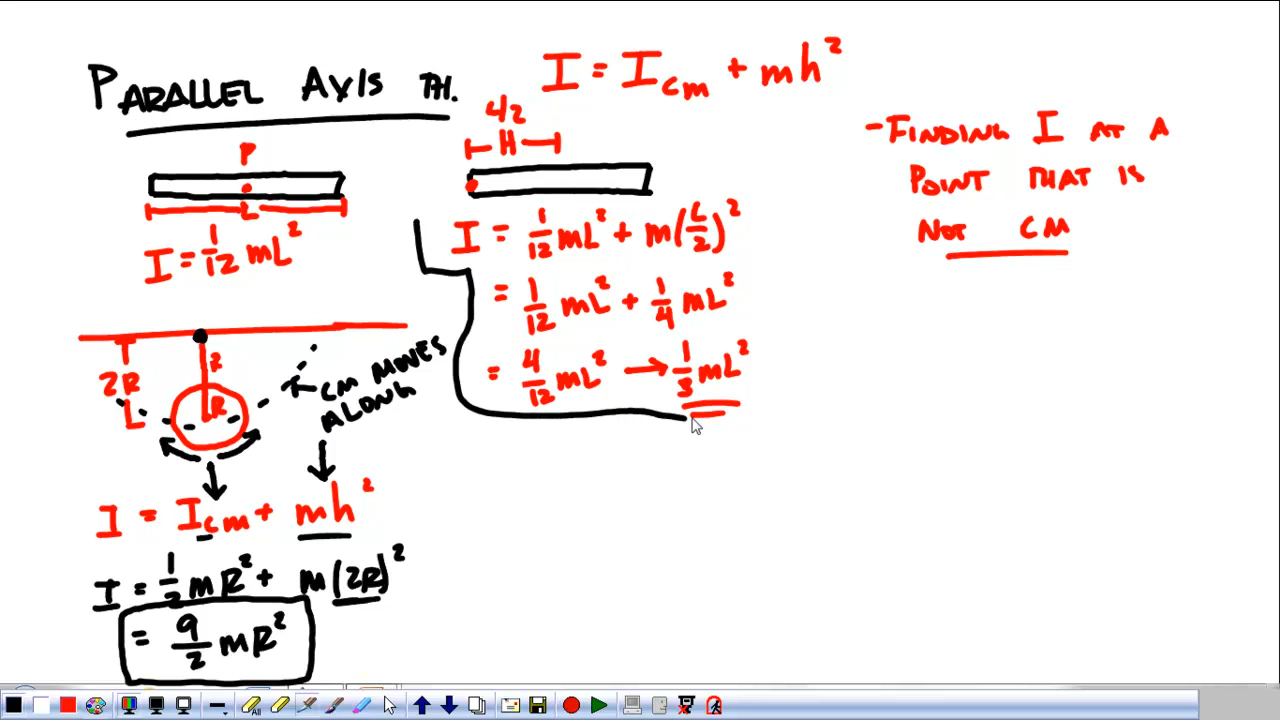 PARALLEL AXIS TH.
I = Icm + mh²
- FINDING I AT A
POINT THAT IS
NOT CM
P
L
I = 1/12 mL²
L/2
H
I = 1/12 mL² + m(L/2)²
= 1/12 mL² + 1/4 mL²
= 4/12 mL² → 1/3 mL²
2R
L
R
R
CM MOVES
ALONG
I = Icm + mh²
I = 1/2 mR² + m(2R)²
= 9/2 mR²
All